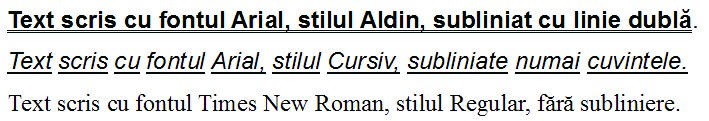 Text scris cu fontul Arial, stilul Aldin, subliniat cu linie dublă.
Text scris cu fontul Arial, stilul Cursiv, subliniate numai cuvintele.
Text scris cu fontul Times New Roman, stilul Regular, fără subliniere.